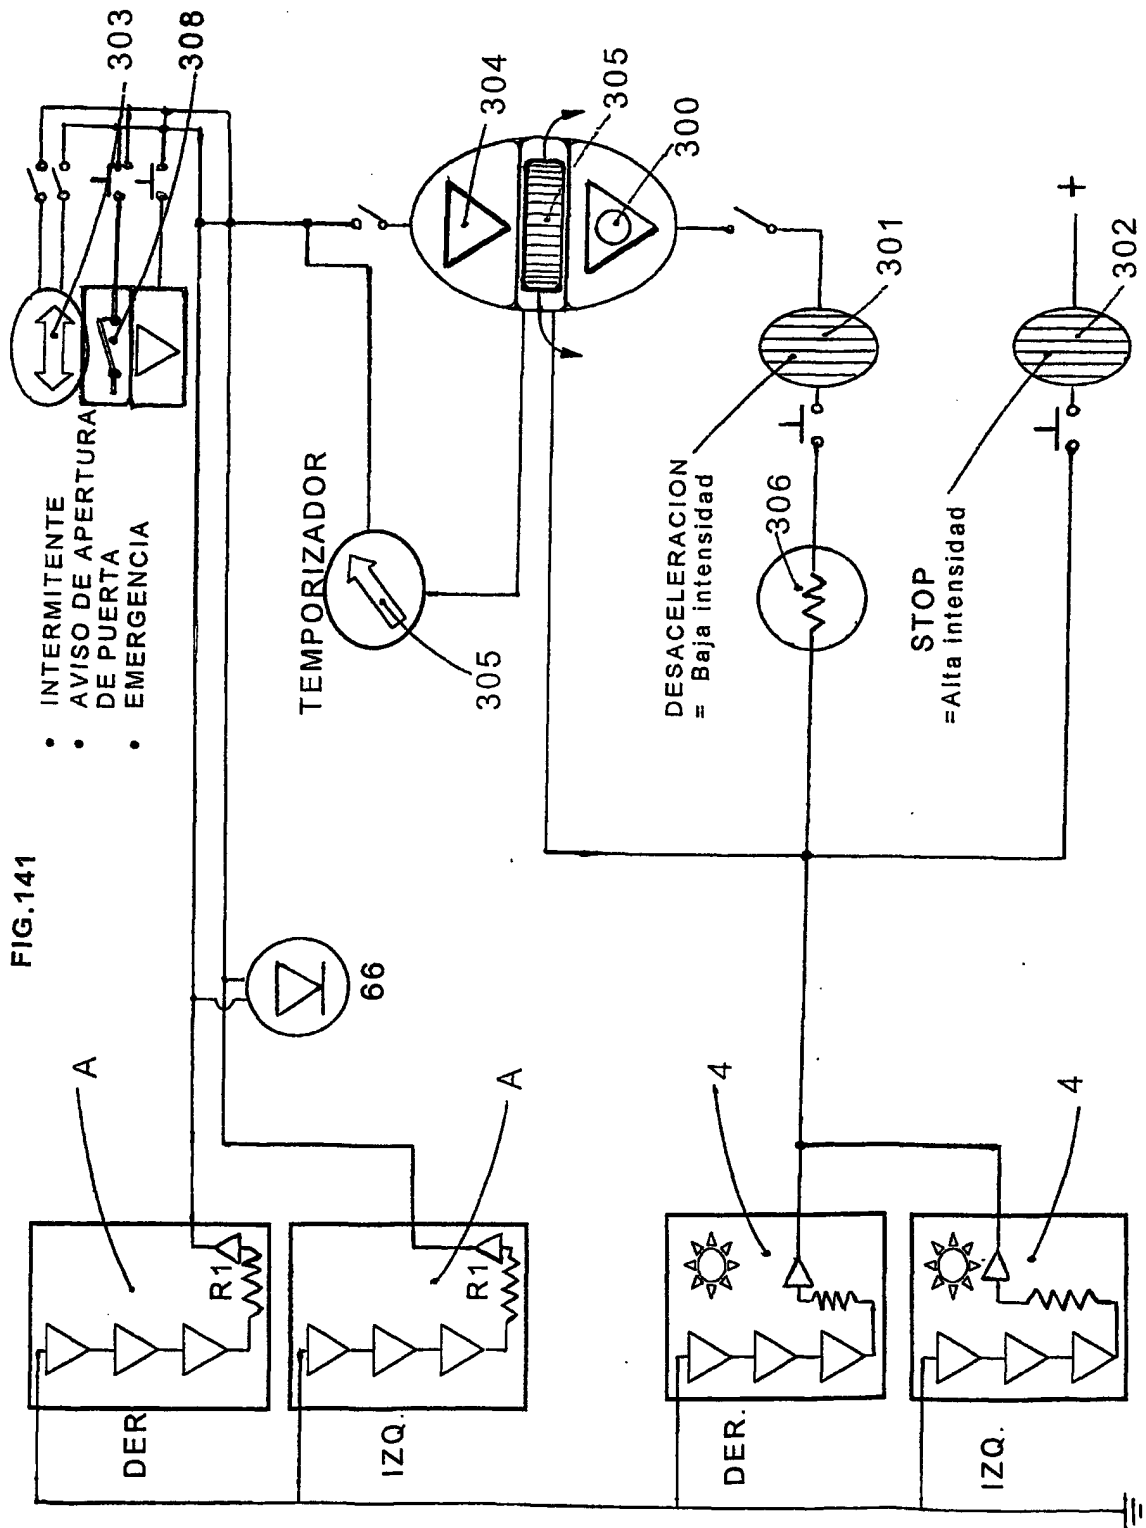 FIG.141
• INTERMITENTE
• AVISO DE APERTURA
DE PUERTA
• EMERGENCIA
303
308
TEMPORIZADOR
305
304
305
300
DESACELERACION
= Baja intensidad
306
301
STOP
=Alta intensidad
302
+
66
A
R1
DER
A
R1
IZQ.
4
DER.
4
IZQ.